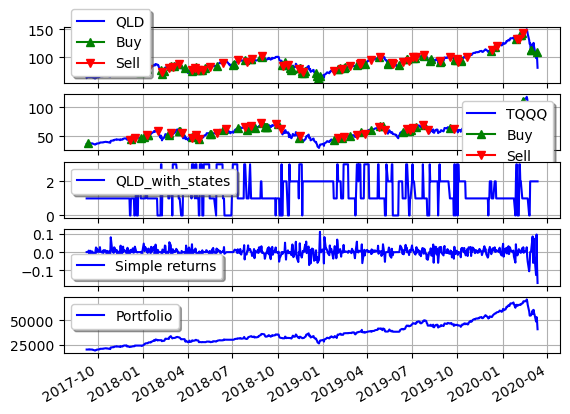 150
100
QLD
Buy
Sell
100
50
TQQQ
Buy
Sell
2
0
QLD_with_states
0.1
0.0
−0.1
Simple returns
50000
25000
Portfolio
2017-10
2018-01
2018-04
2018-07
2018-10
2019-01
2019-04
2019-07
2019-10
2020-01
2020-04